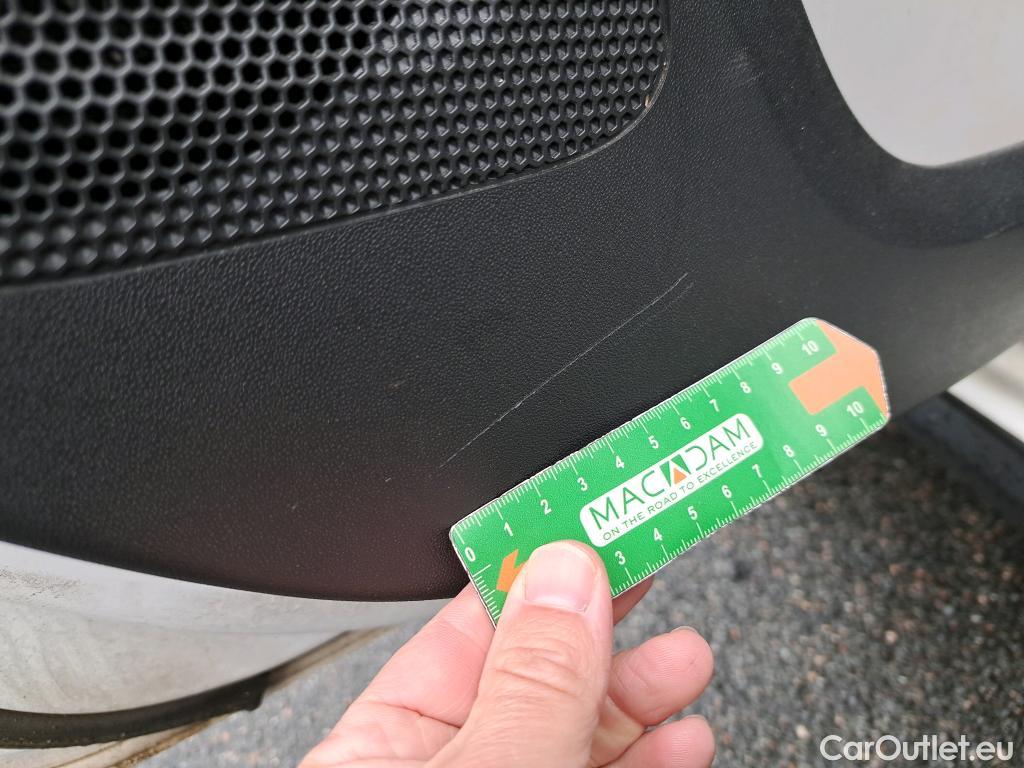 0 1 2 3 4 5 6 7 8 9 10
MACADAM
ON THE ROAD TO EXCELLENCE
3 4 5 6 7 8 9 10
CarOutlet.eu